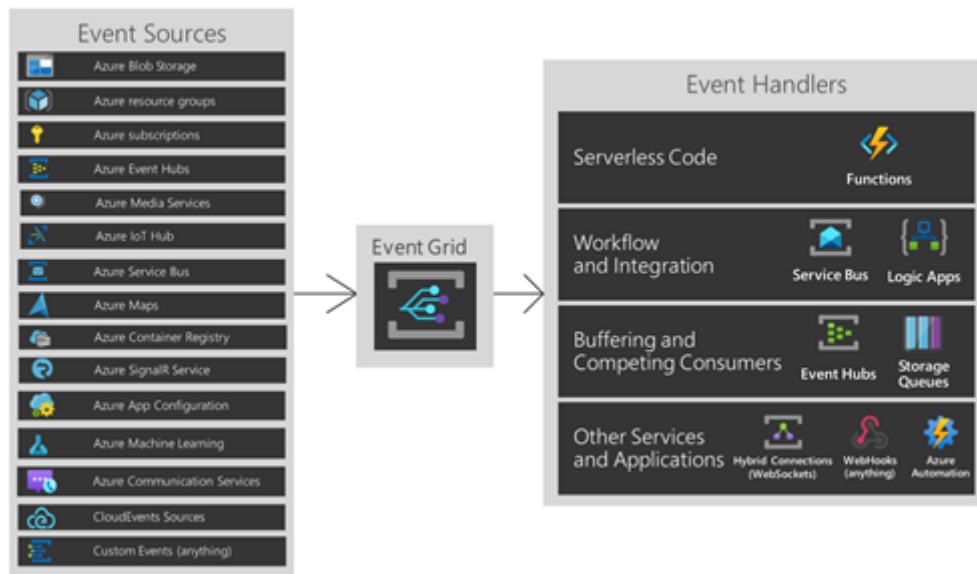 Event Sources
Azure Blob Storage
Azure resource groups
Azure subscriptions
Azure Event Hubs
Azure Media Services
Azure IoT Hub
Azure Service Bus
Azure Maps
Azure Container Registry
Azure SignalR Service
Azure App Configuration
Azure Machine Learning
Azure Communication Services
CloudEvents Sources
Custom Events (anything)
Event Grid
Event Handlers
Serverless Code
Functions
Workflow
and Integration
Service Bus
Logic Apps
Buffering and
Competing Consumers
Event Hubs
Storage
Queues
Other Services
and Applications
Hybrid Connections
(WebSockets)
WebHooks
(anything)
Azure
Automation